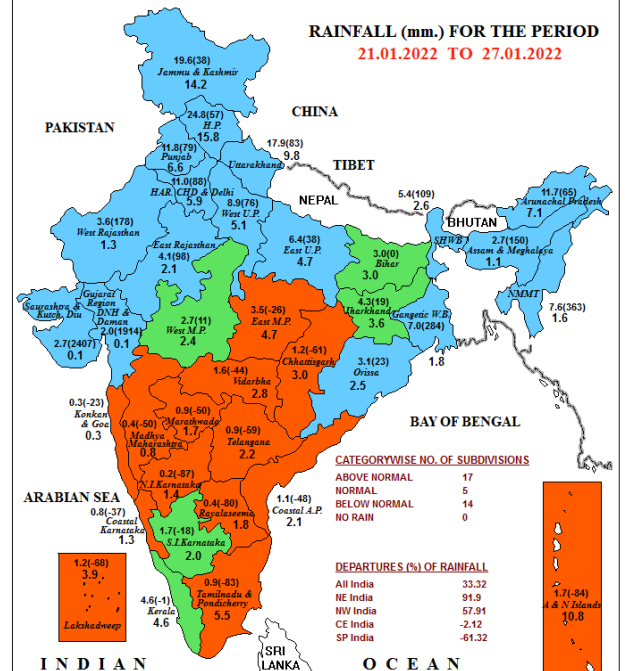 RAINFALL (mm.) FOR THE PERIOD
21.01.2022 TO 27.01.2022
19.6(38)
Jammu & Kashmir
14.2
CHINA
24.8(57)
H.P.
15.8
PAKISTAN
11.8(79)
Punjab
6.6
17.9(83)
9.8
Uttarakhand
TIBET
11.0(88)
HAR. CHD & Delhi
5.9
NEPAL
5.4(109)
2.6
11.7(65)
Arunachal Pradesh
7.1
8.9(76)
West U.P.
5.1
3.6(178)
West Rajasthan
1.3
BHUTAN
SHWB
2.7(150)
Assam & Meghalaya
1.1
East Rajasthan
4.1(98)
2.1
6.4(38)
East U.P.
4.7
3.0(0)
Bihar
3.0
NMMT
7.6(363)
1.6
Saurashtra &
Kutch, Diu
2.7(2407)
0.1
Gujarat
Region
DNH &
Daman
2.0(1914)
0.1
2.7(11)
West M.P.
2.4
3.5(-26)
East M.P.
4.7
4.3(19)
Jharkhand
3.6
Gangetic W.B.
7.0(284)
1.8
1.2(-61)
Chhattisgarh
3.0
3.1(23)
Orissa
2.5
1.6(-44)
Vidarbha
2.8
0.3(-23)
Konkan
& Goa
0.3
0.4(-50)
Madhya
Maharashtra
0.8
0.9(-50)
Marathwada
1.7
0.9(-59)
Telangana
2.2
BAY OF BENGAL
CATEGORYWISE NO. OF SUBDIVISIONS
ABOVE NORMAL 17
NORMAL 5
BELOW NORMAL 14
NO RAIN 0
0.2(-87)
N.I.Karnataka
1.4
ARABIAN SEA
0.8(-37)
Coastal
Karnataka
1.3
0.4(-80)
Rayalaseema
1.8
1.1(-48)
Coastal A.P.
2.1
1.7(-18)
S.I.Karnataka
2.0
DEPARTURES (%) OF RAINFALL
All India 33.32
NE India 91.9
NW India 57.91
CE India -2.12
SP India -61.32
1.2(-68)
3.9
Lakshadweep
4.6(-1)
Kerala
4.6
0.9(-83)
Tamilnadu &
Pondicherry
5.5
1.7(-84)
A & N Islands
10.8
SRI
LANKA
INDIAN OCEAN